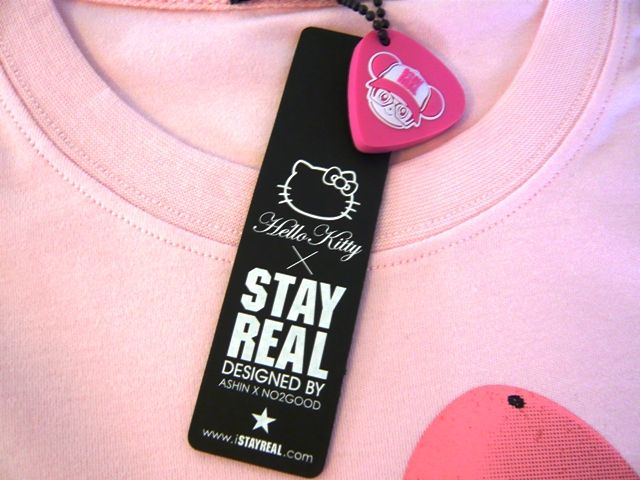 Hello Kitty
X
STAY
REAL
DESIGNED BY
ASHIN X NO2GOOD
www.iSTAYREAL.com